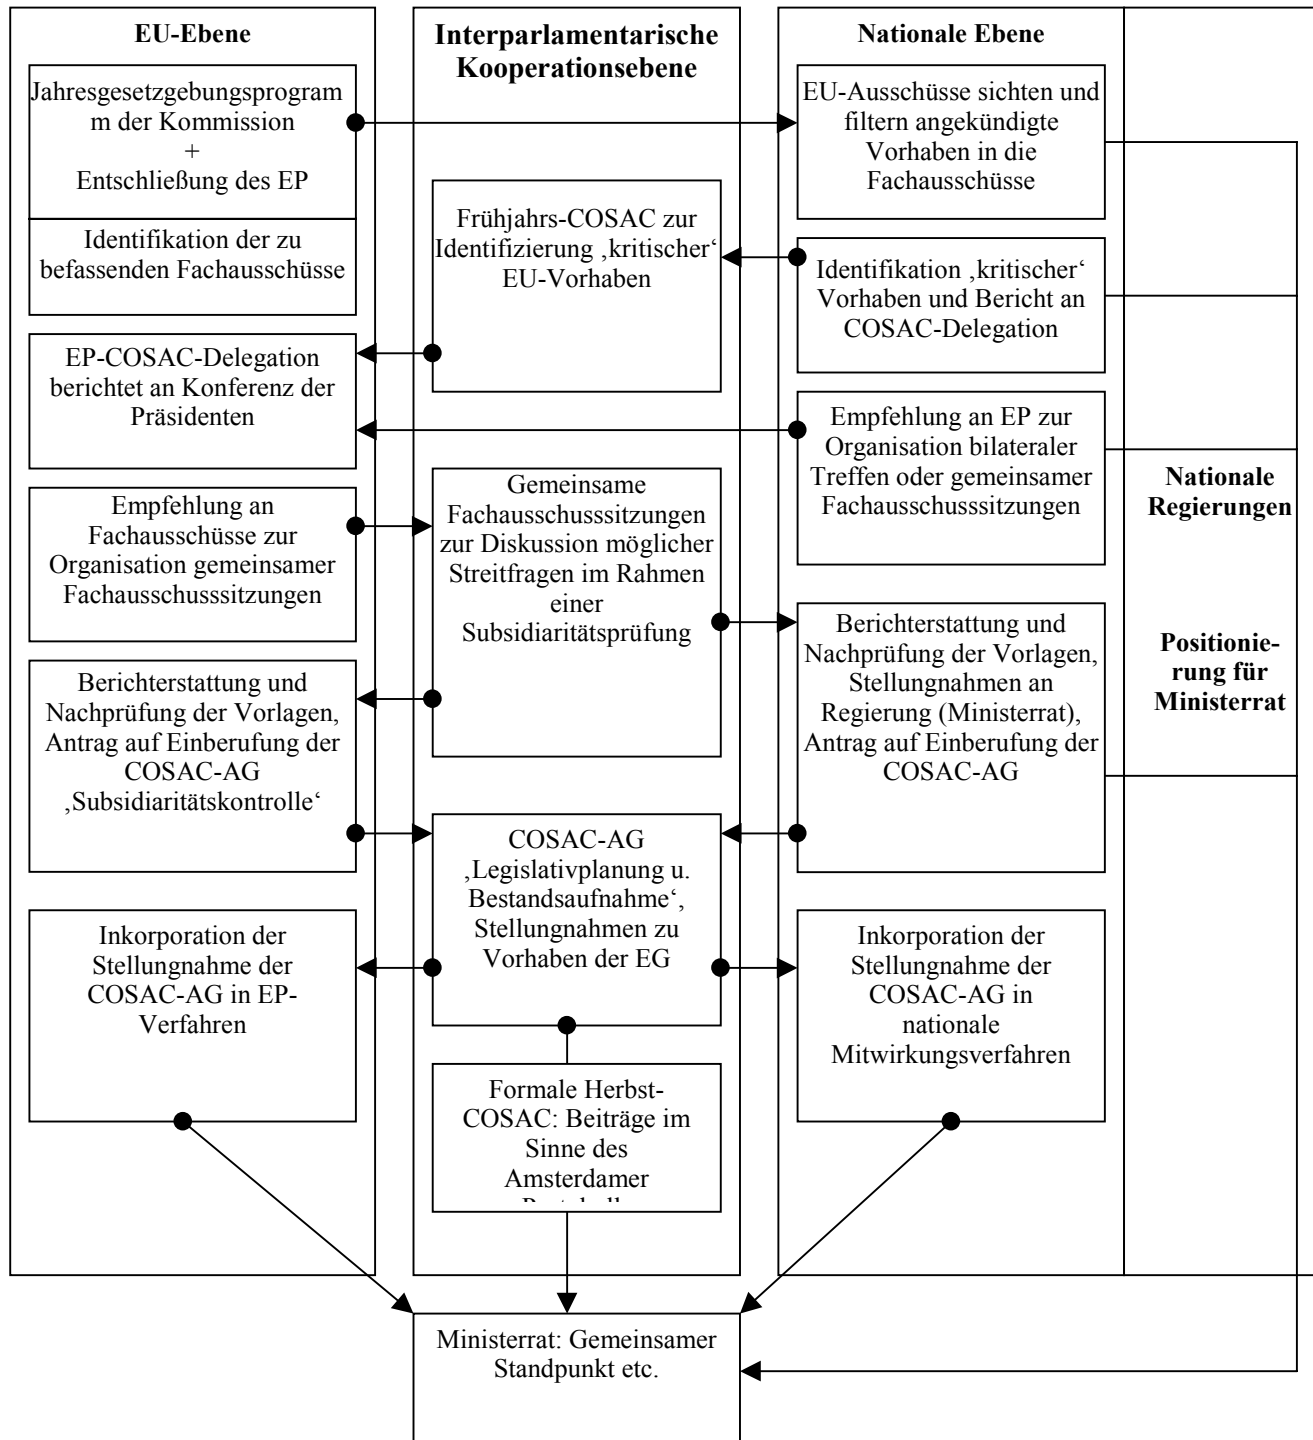 EU-Ebene
Jahresgesetzgebungsprogram
m der Kommission
+
Entschließung des EP
Identifikation der zu
befassenden Fachausschüsse
EP-COSAC-Delegation
berichtet an Konferenz der
Präsidenten
Empfehlung an
Fachausschüsse zur
Organisation gemeinsamer
Fachausschusssitzungen
Berichterstattung und
Nachprüfung der Vorlagen,
Antrag auf Einberufung der
COSAC-AG
‚Subsidiaritätskontrolle‘
Inkorporation der
Stellungnahme der
COSAC-AG in EP-
Verfahren
Interparlamentarische
Kooperationsebene
Frühjahrs-COSAC zur
Identifizierung ‚kritischer‘
EU-Vorhaben
Gemeinsame
Fachausschusssitzungen
zur Diskussion möglicher
Streitfragen im Rahmen
einer
Subsidiaritätsprüfung
COSAC-AG
‚Legislativplanung u.
Bestandsaufnahme‘,
Stellungnahmen zu
Vorhaben der EG
Formale Herbst-
COSAC: Beiträge im
Sinne des
Amsterdamer
Nationale Ebene
EU-Ausschüsse sichten und
filtern angekündigte
Vorhaben in die
Fachausschüsse
Identifikation ‚kritischer‘
Vorhaben und Bericht an
COSAC-Delegation
Empfehlung an EP zur
Organisation bilateraler
Treffen oder gemeinsamer
Fachausschusssitzungen
Berichterstattung und
Nachprüfung der Vorlagen,
Stellungnahmen an
Regierung (Ministerrat),
Antrag auf Einberufung der
COSAC-AG
Inkorporation der
Stellungnahme der
COSAC-AG in
nationale
Mitwirkungsverfahren
Nationale
Regierungen
Positionie-
rung für
Ministerrat
Ministerrat: Gemeinsamer
Standpunkt etc.